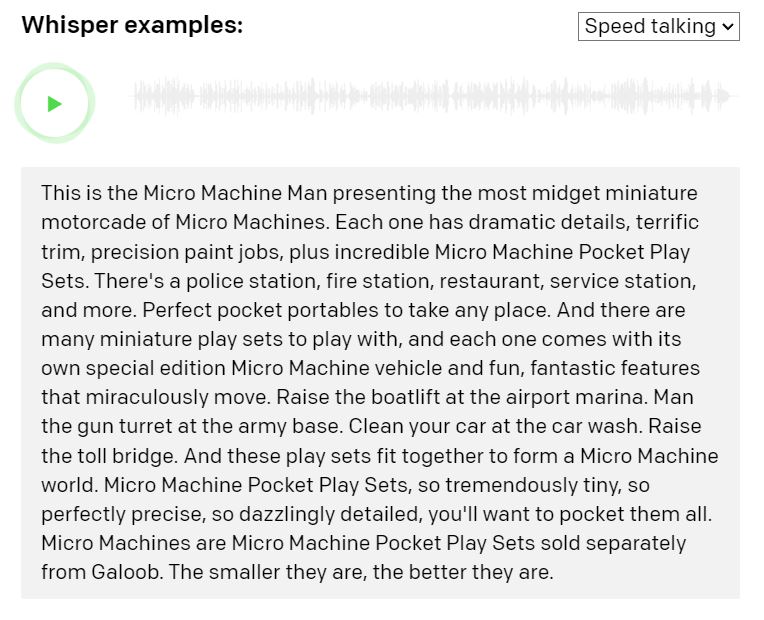 Whisper examples:
Speed talking
This is the Micro Machine Man presenting the most midget miniature
motorcade of Micro Machines. Each one has dramatic details, terrific
trim, precision paint jobs, plus incredible Micro Machine Pocket Play
Sets. There's a police station, fire station, restaurant, service station,
and more. Perfect pocket portables to take any place. And there are
many miniature play sets to play with, and each one comes with its
own special edition Micro Machine vehicle and fun, fantastic features
that miraculously move. Raise the boatlift at the airport marina. Man
the gun turret at the army base. Clean your car at the car wash. Raise
the toll bridge. And these play sets fit together to form a Micro Machine
world. Micro Machine Pocket Play Sets, so tremendously tiny, so
perfectly precise, so dazzlingly detailed, you'll want to pocket them all.
Micro Machines are Micro Machine Pocket Play Sets sold separately
from Galoob. The smaller they are, the better they are.